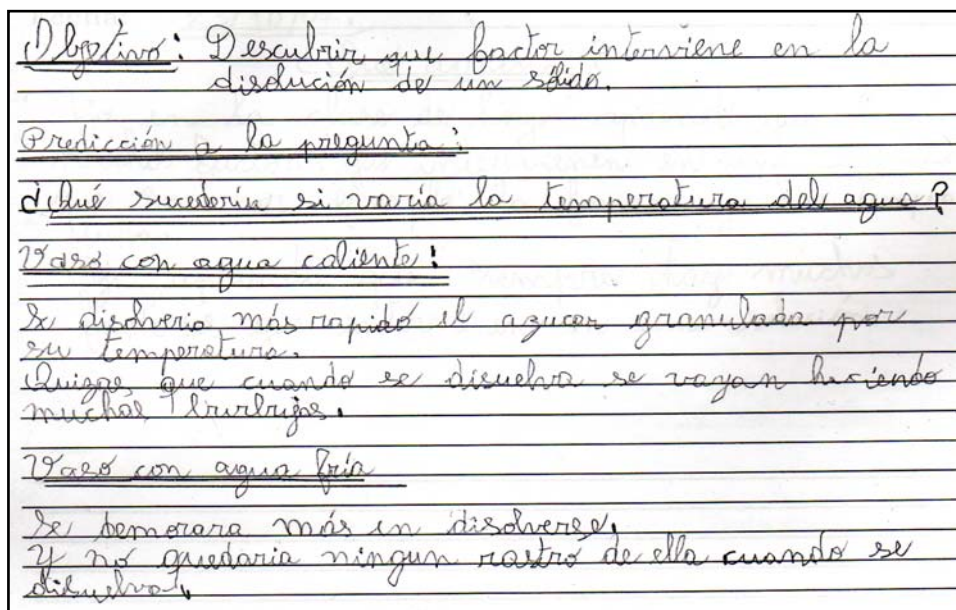 Objetivo: Descubrir que factor interviene en la
disolución de un sólido.
Predicción a la pregunta:
¿Qué sucedería si varía la temperatura del agua?
Vaso con agua caliente:
Se disolveria más rapido el azucar granulada por
su temperatura.
Quizas que cuando se disuelva se vayan haciendo
muchas burbujas.
Vaso con agua fría
Se demorara más en disolverse.
Y no quedaria ningun rastro de ella cuando se
disuelva.